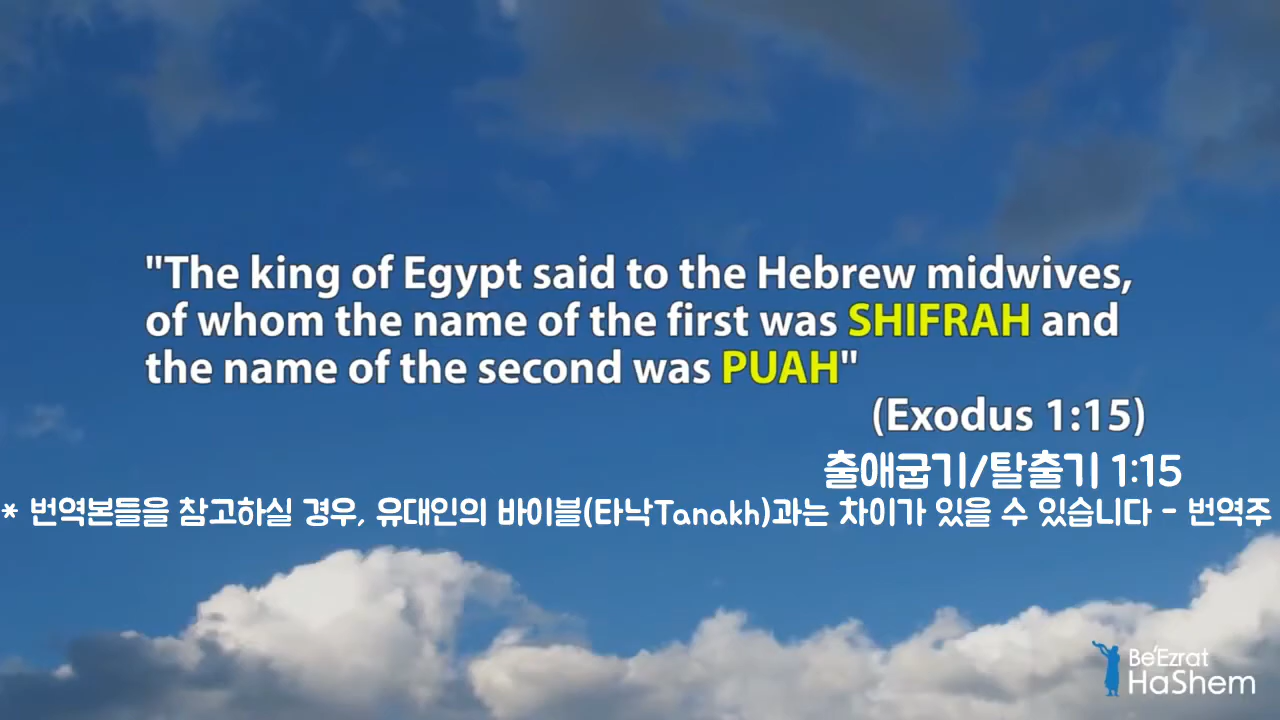 "The king of Egypt said to the Hebrew midwives,
of whom the name of the first was SHIFRAH and
the name of the second was PUAH"
(Exodus 1:15)
출애굽기/탈출기 1:15
* 번역본들을 참고하실 경우, 유대인의 바이블(타낙Tanakh)과는 차이가 있을 수 있습니다 - 번역주
Be'Ezrat
HaShem